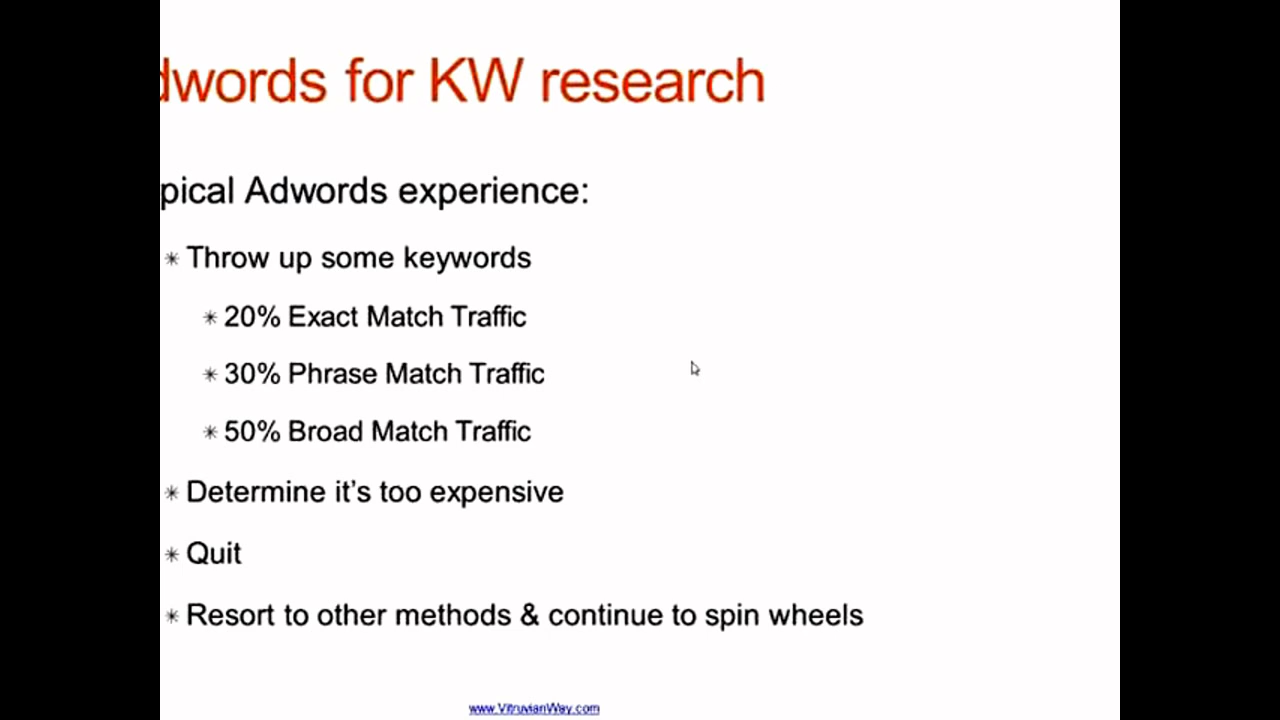 dwords for KW research
pical Adwords experience:
✳ Throw up some keywords
✳ 20% Exact Match Traffic
✳ 30% Phrase Match Traffic
✳ 50% Broad Match Traffic
✳ Determine it’s too expensive
✳ Quit
✳ Resort to other methods & continue to spin wheels
www.VitruvianWay.com